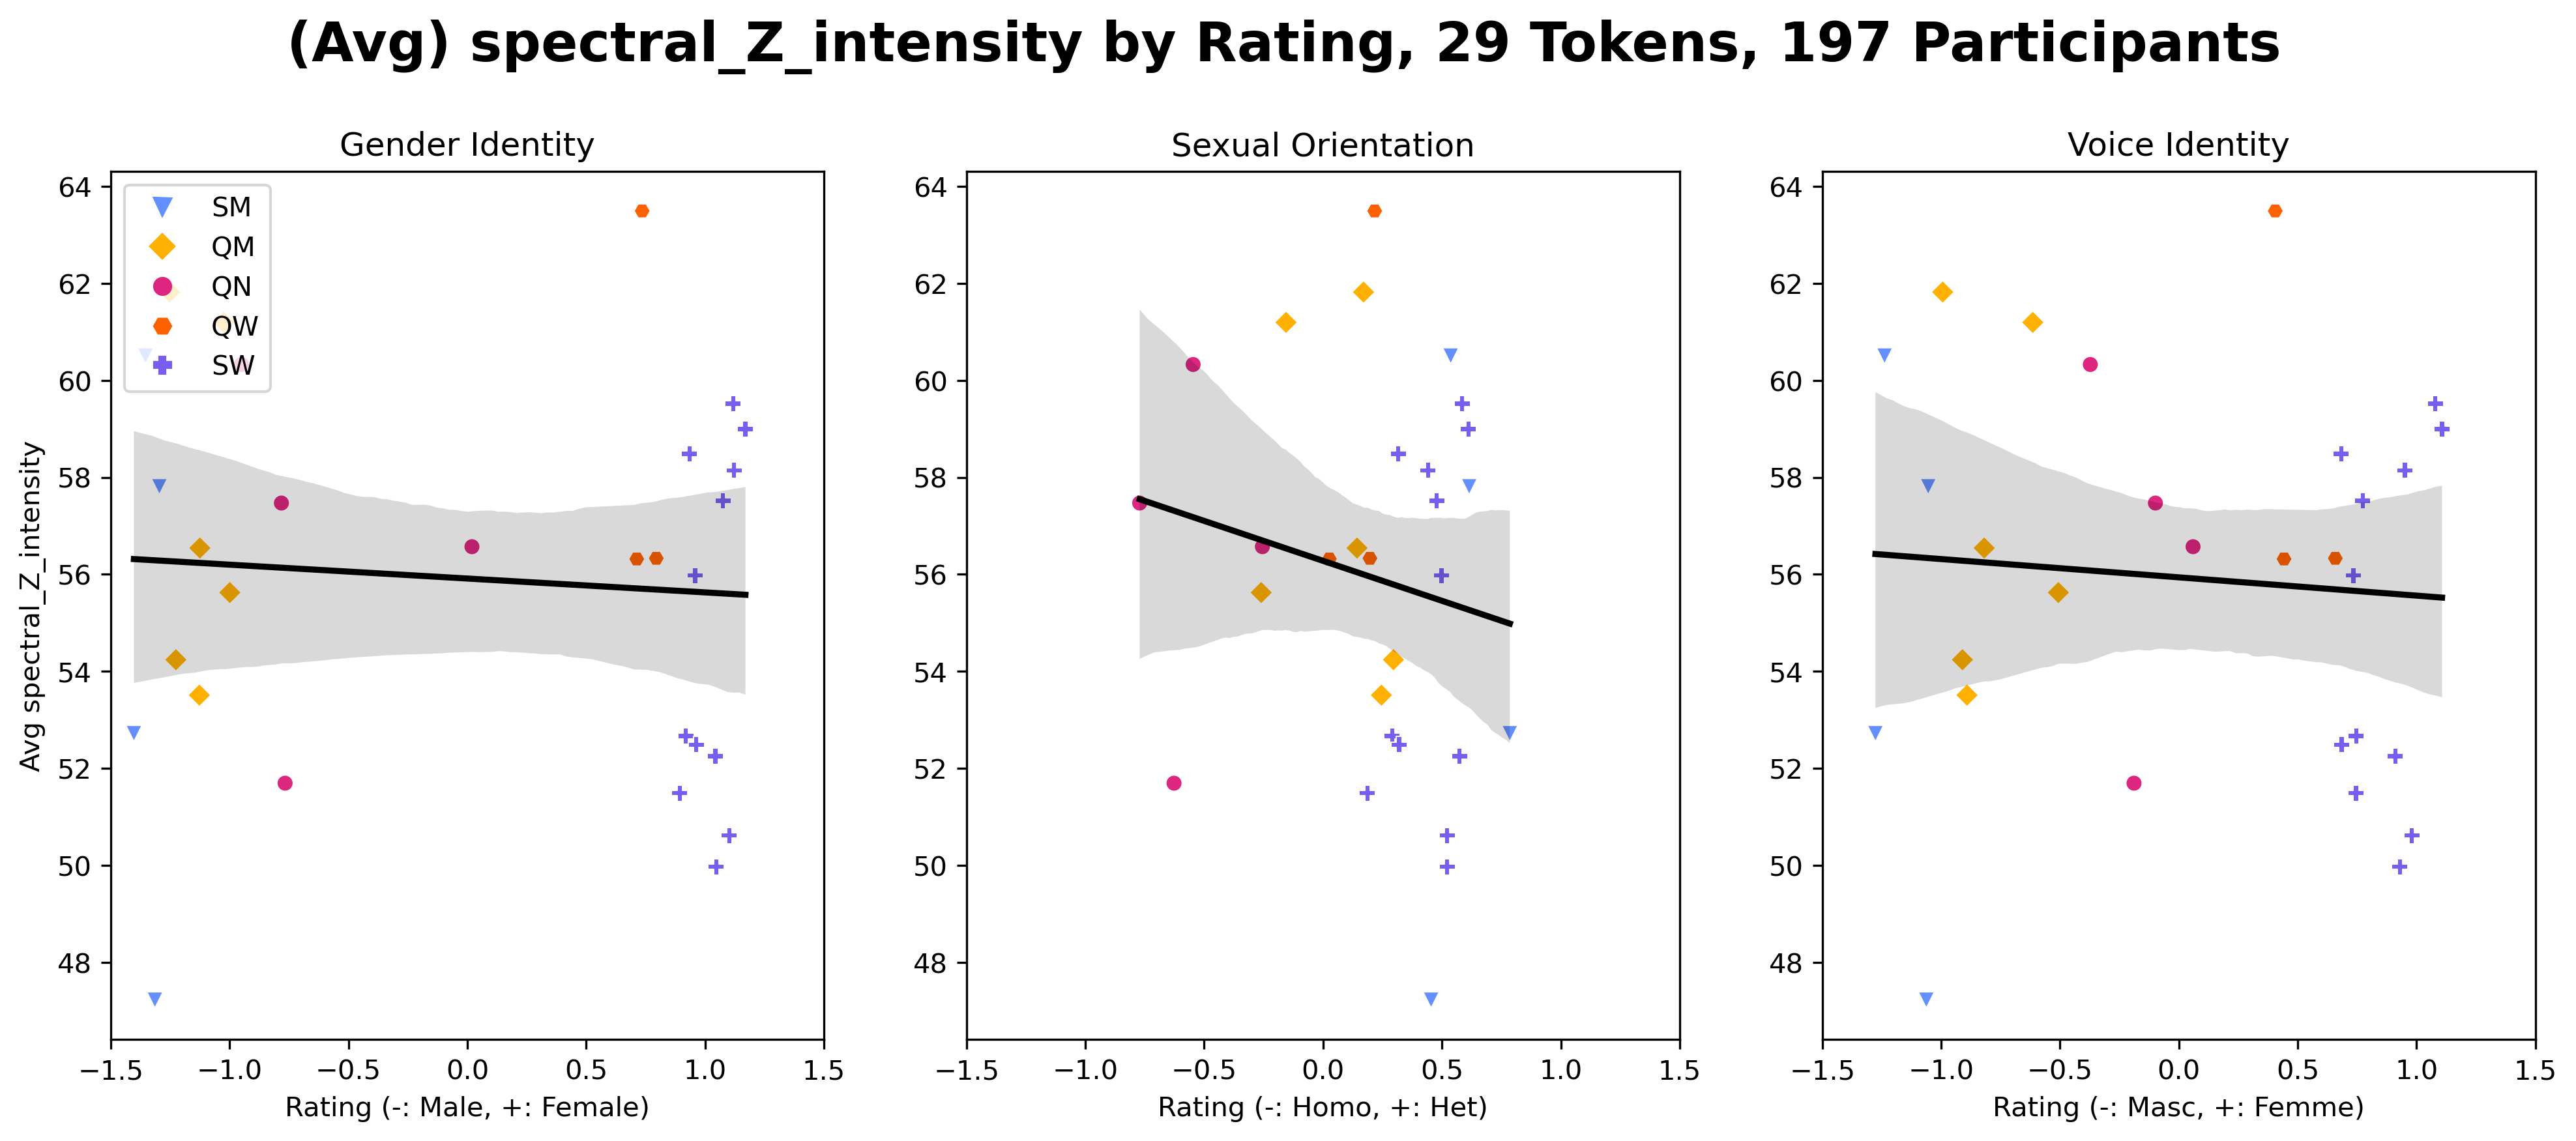 (Avg) spectral_Z_intensity by Rating, 29 Tokens, 197 Participants
Gender Identity
Sexual Orientation
Voice Identity
SM
QM
QN
QW
SW
Avg spectral_Z_intensity
64
62
60
58
56
54
52
50
48
−1.5 −1.0 −0.5 0.0 0.5 1.0 1.5
Rating (-: Male, +: Female)
64
62
60
58
56
54
52
50
48
−1.5 −1.0 −0.5 0.0 0.5 1.0 1.5
Rating (-: Homo, +: Het)
64
62
60
58
56
54
52
50
48
−1.5 −1.0 −0.5 0.0 0.5 1.0 1.5
Rating (-: Masc, +: Femme)